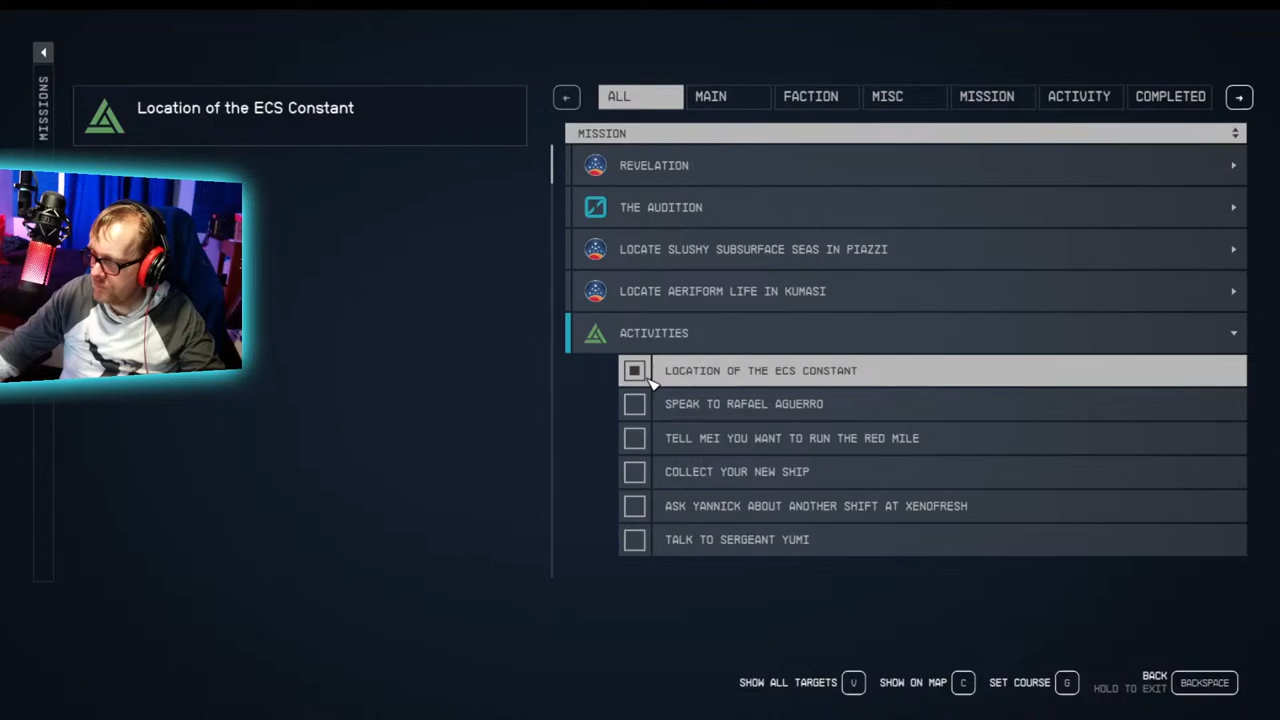 MISSIONS
Location of the ECS Constant
ALL MAIN FACTION MISC MISSION ACTIVITY COMPLETED
MISSION
REVELATION
THE AUDITION
LOCATE SLUSHY SUBSURFACE SEAS IN PIAZZI
LOCATE AERIFORM LIFE IN KUMASI
ACTIVITIES
LOCATION OF THE ECS CONSTANT
SPEAK TO RAFAEL AGUERRO
TELL MEI YOU WANT TO RUN THE RED MILE
COLLECT YOUR NEW SHIP
ASK YANNICK ABOUT ANOTHER SHIFT AT XENOFRESH
TALK TO SERGEANT YUMI
SHOW ALL TARGETS V SHOW ON MAP C SET COURSE G BACK BACKSPACE
HOLD TO EXIT